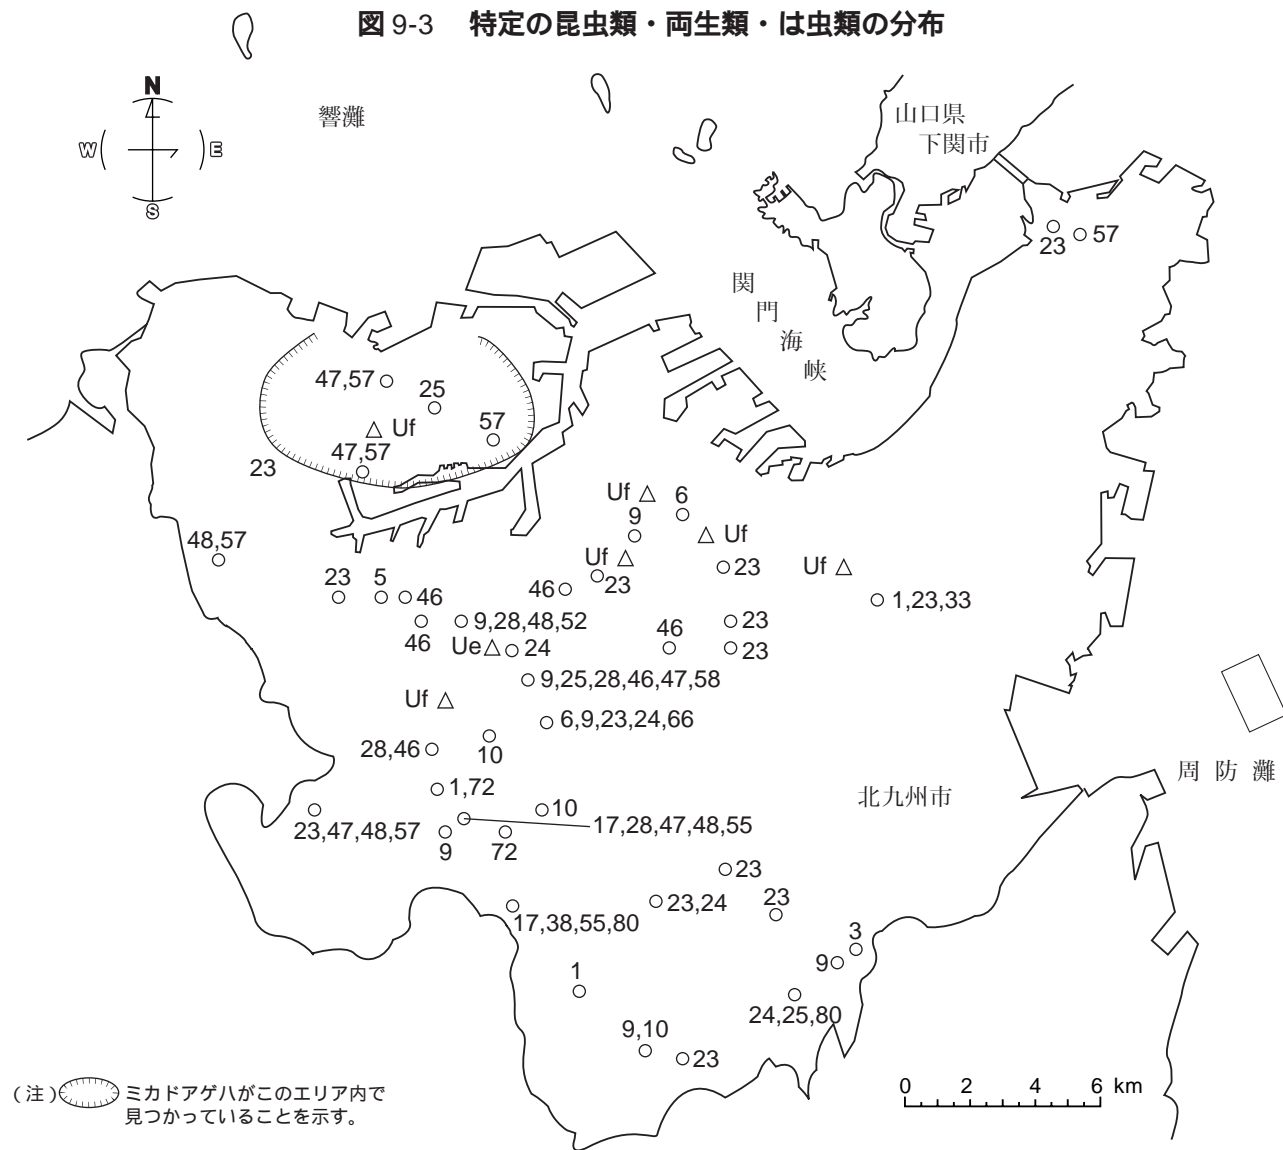 図 9-3 特定の昆虫類・両生類・は虫類の分布
N
W
E
S
響灘
山口県
下関市
23
57
関
門
海
峡
47,57
25
Uf
57
47,57
23
Uf
6
9
Uf
Uf
23
23
Uf
48,57
23
5
46
46
1,23,33
46
9,28,48,52
23
46
Ue
24
23
9,25,28,46,47,58
Uf
6,9,23,24,66
28,46
10
周防灘
1,72
北九州市
10
23,47,48,57
17,28,47,48,55
9
72
23
23,24
23
17,38,55,80
3
9
1
24,25,80
9,10
23
(注) ミカドアゲハがこのエリア内で
見つかっていることを示す。
0 2 4 6 km